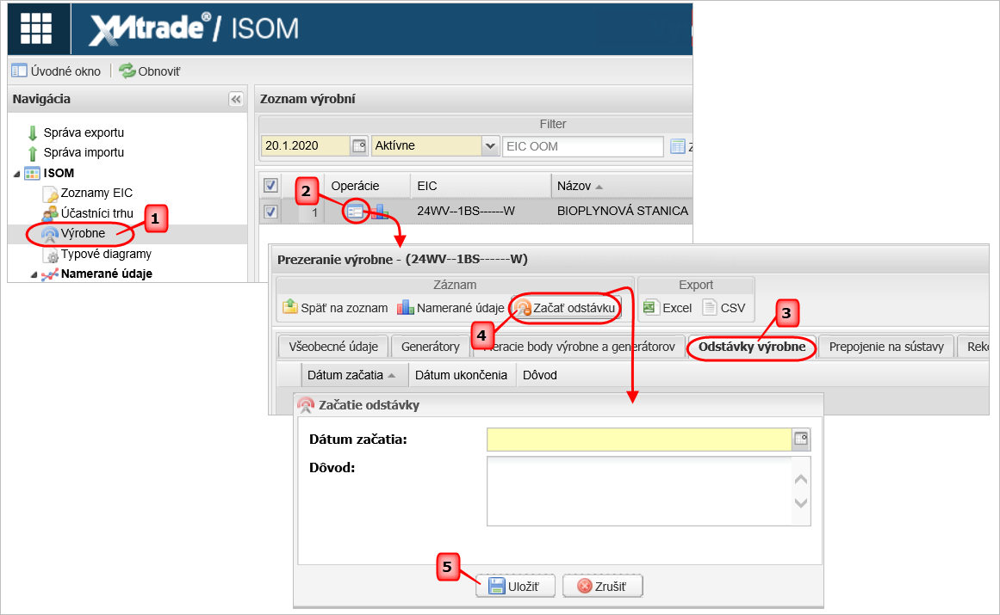 XMtrade®/ ISOM
Úvodné okno Obnoviť
Navigácia
Správa exportu
Správa importu
ISOM
Zoznamy EIC
Účastníci trhu
1
Výrobne
Typové diagramy
Namerané údaje
Zoznam výrobní
Filter
20.1.2020 Aktívne EIC OOM
2
Operácie EIC Názov
1 24WV--1BS------W BIOPLYNOVÁ STANICA
Prezeranie výrobne - (24WV--1BS------W)
Záznam Export
Späť na zoznam Namerané údaje Začať odstávku Excel CSV
4 3
Všeobecné údaje Generátory body výrobne a generátorov Odstávky výrobne Prepojenie na sústavy
Dátum začatia Dátum ukončenia Dôvod
Začatie odstávky
Dátum začatia:
Dôvod:
5
Uložiť Zrušiť